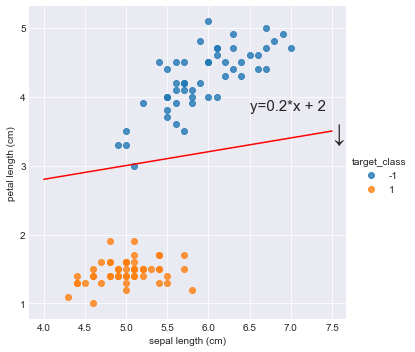 5
4
3
2
1
petal length (cm)
y=0.2*x + 2
↓
4.0 4.5 5.0 5.5 6.0 6.5 7.0 7.5
sepal length (cm)
target_class
-1
1